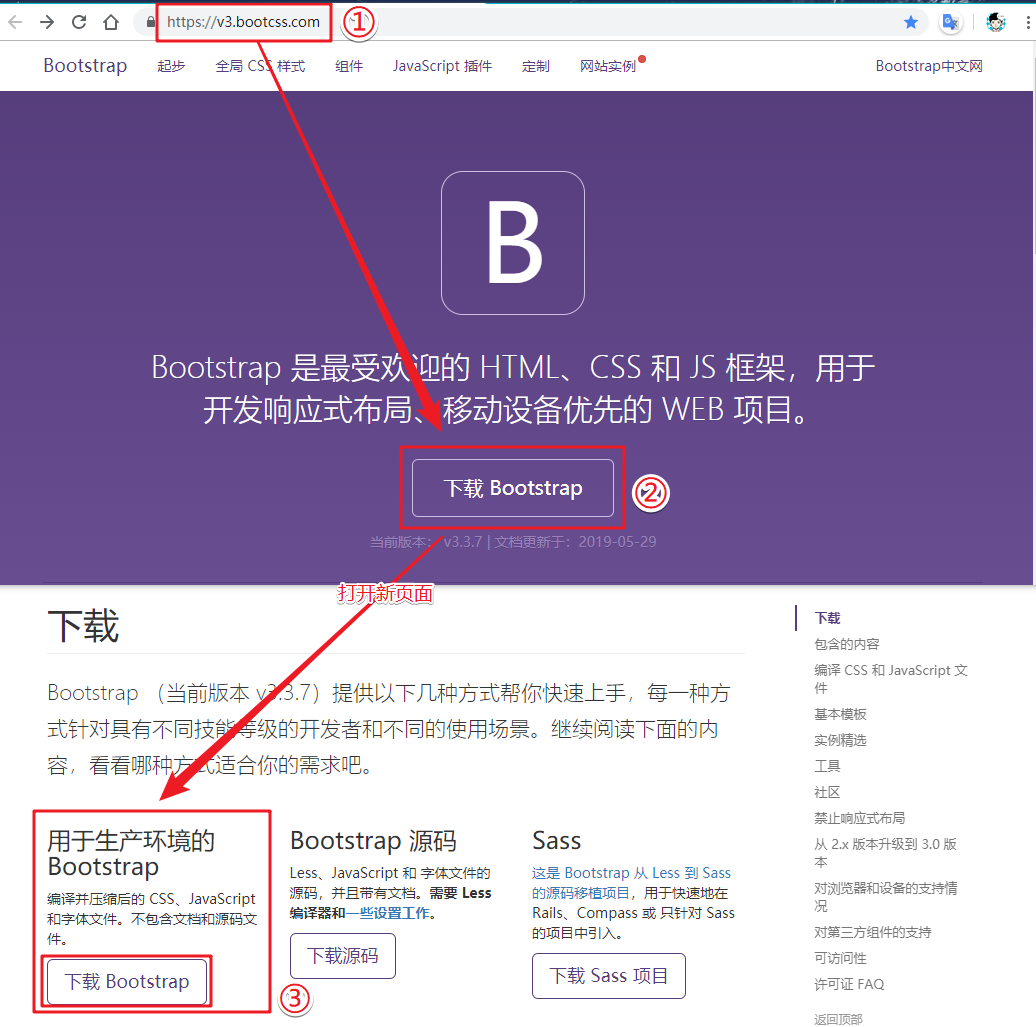 https://v3.bootcss.com
①
Bootstrap 起步 全局 CSS 样式 组件 JavaScript 插件 定制 网站实例 Bootstrap中文网
B
Bootstrap 是最受欢迎的 HTML、CSS 和 JS 框架，用于
开发响应式布局、移动设备优先的 WEB 项目。
下载 Bootstrap
②
当前版本： v3.3.7 | 文档更新于：2019-05-29
打开新页面
下载
Bootstrap （当前版本 v3.3.7）提供以下几种方式帮你快速上手，每一种方
式针对具有不同技能等级的开发者和不同的使用场景。继续阅读下面的内
容，看看哪种方式适合你的需求吧。
用于生产环境的
Bootstrap
编译并压缩后的 CSS、JavaScript
和字体文件。不包含文档和源码文
件。
下载 Bootstrap
③
Bootstrap 源码
Less、JavaScript 和 字体文件的
源码，并且带有文档。需要 Less
编译器和一些设置工作。
下载源码
Sass
这是 Bootstrap 从 Less 到 Sass
的源码移植项目，用于快速地在
Rails、Compass 或 只针对 Sass
的项目中引入。
下载 Sass 项目
下载
包含的内容
编译 CSS 和 JavaScript 文
件
基本模板
实例精选
工具
社区
禁止响应式布局
从 2.x 版本升级到 3.0 版
本
对浏览器和设备的支持情
况
对第三方组件的支持
可访问性
许可证 FAQ
返回顶部